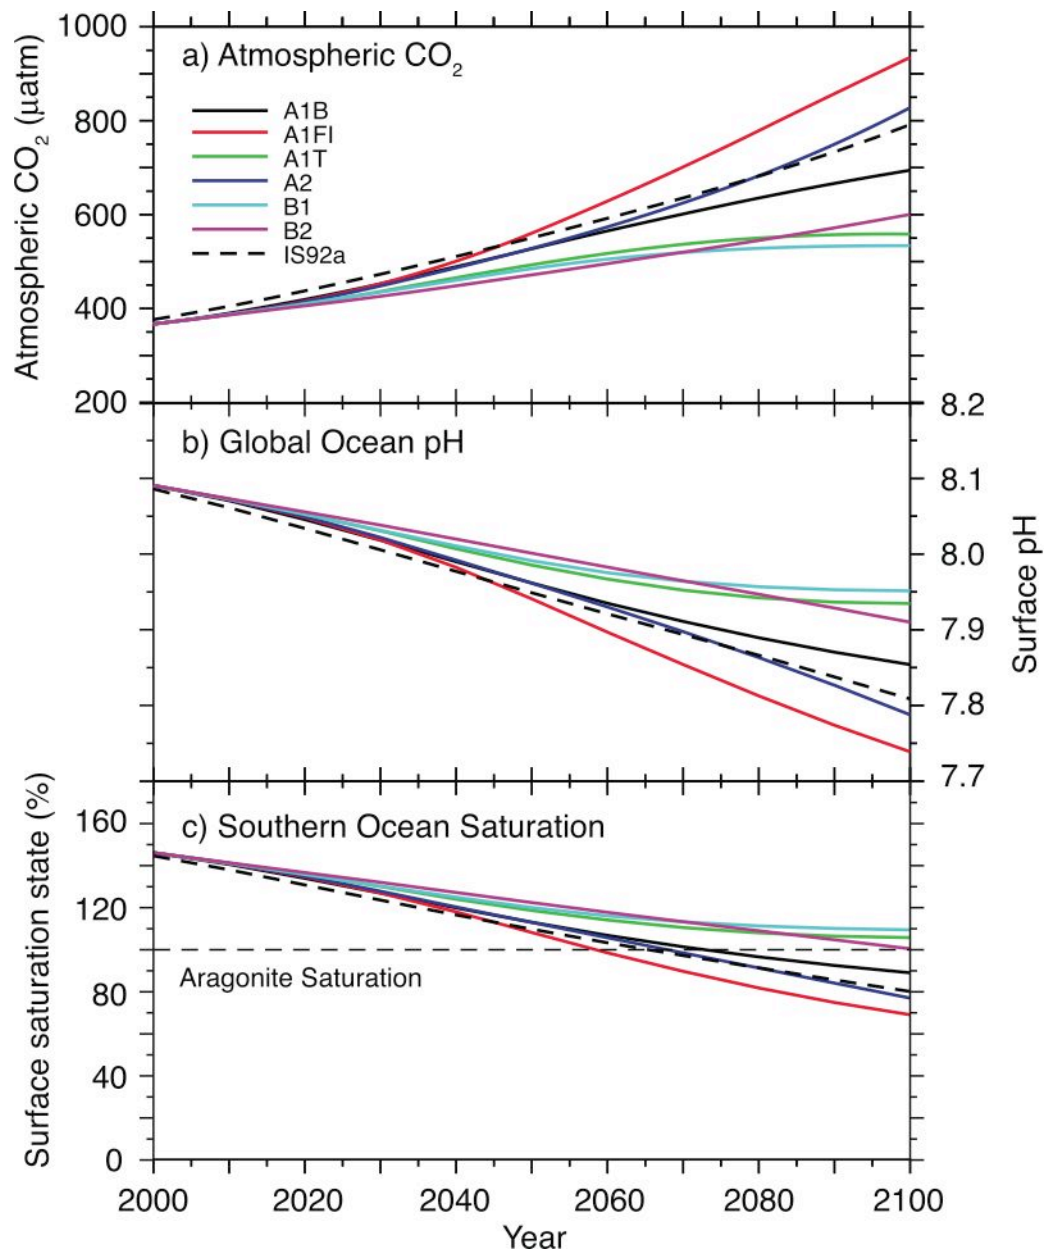 a) Atmospheric CO2
Atmospheric CO2 (µatm)
1000
800
600
400
200
A1B
A1FI
A1T
A2
B1
B2
IS92a
b) Global Ocean pH
Surface pH
8.2
8.1
8.0
7.9
7.8
7.7
c) Southern Ocean Saturation
Surface saturation state (%)
160
120
80
40
0
Aragonite Saturation
2000 2020 2040 2060 2080 2100
Year